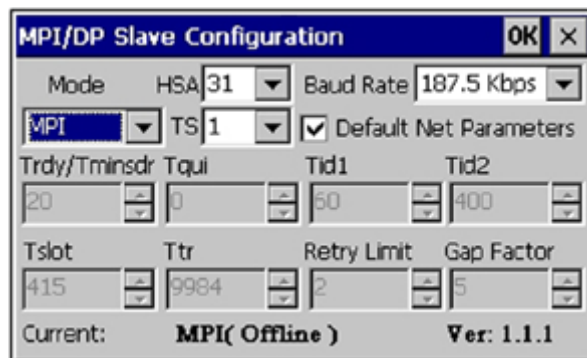 MPI/DP Slave Configuration OK ×
Mode HSA 31 Baud Rate 187.5 Kbps
MPI TS 1 Default Net Parameters
Trdy/Tminsdr Tqui Tid1 Tid2
20 0 60 400
Tslot Ttr Retry Limit Gap Factor
415 9984 2 5
Current: MPI( Offline ) Ver: 1.1.1